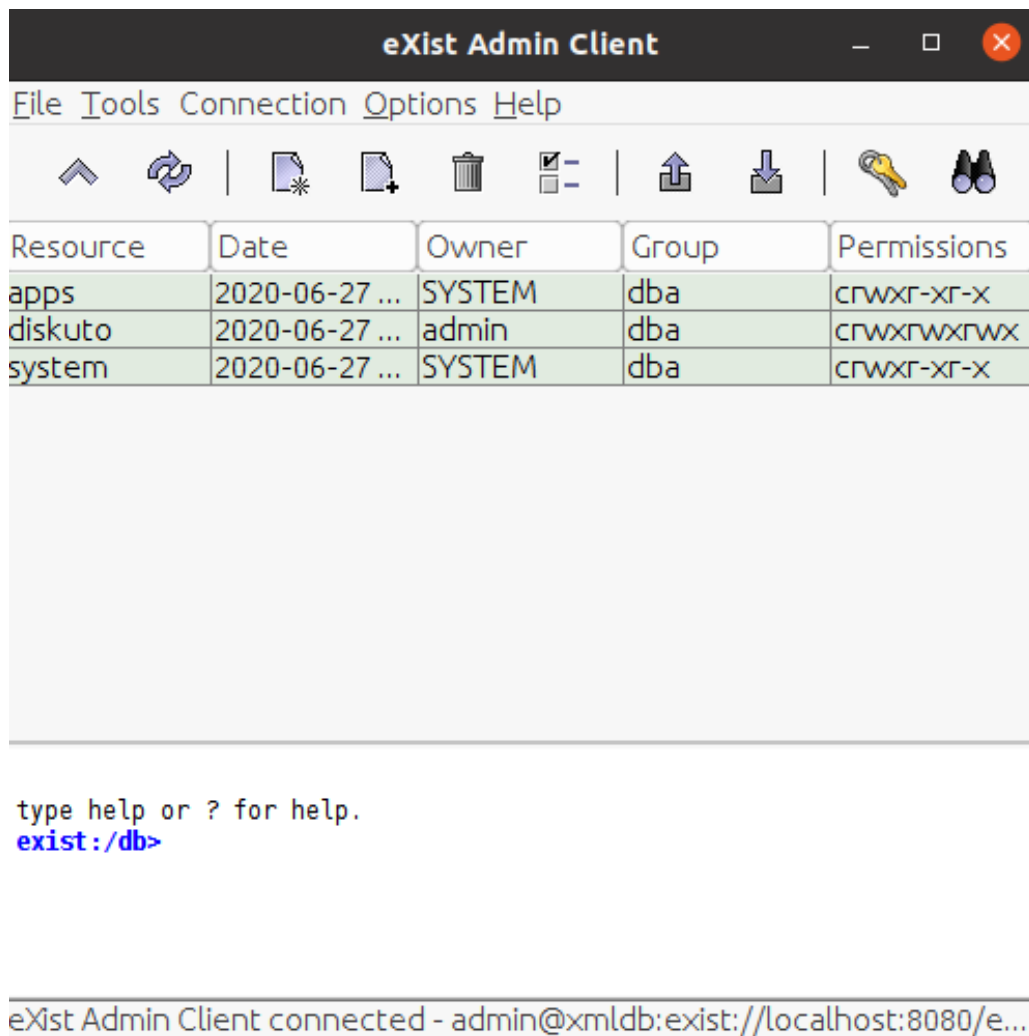 eXist Admin Client
File Tools Connection Options Help
Resource Date Owner Group Permissions
apps 2020-06-27 ... SYSTEM dba crwxr-xr-x
diskuto 2020-06-27 ... admin dba crwxrwxrwx
system 2020-06-27 ... SYSTEM dba crwxr-xr-x
type help or ? for help.
exist:/db>
eXist Admin Client connected - admin@xmldb:exist://localhost:8080/e...